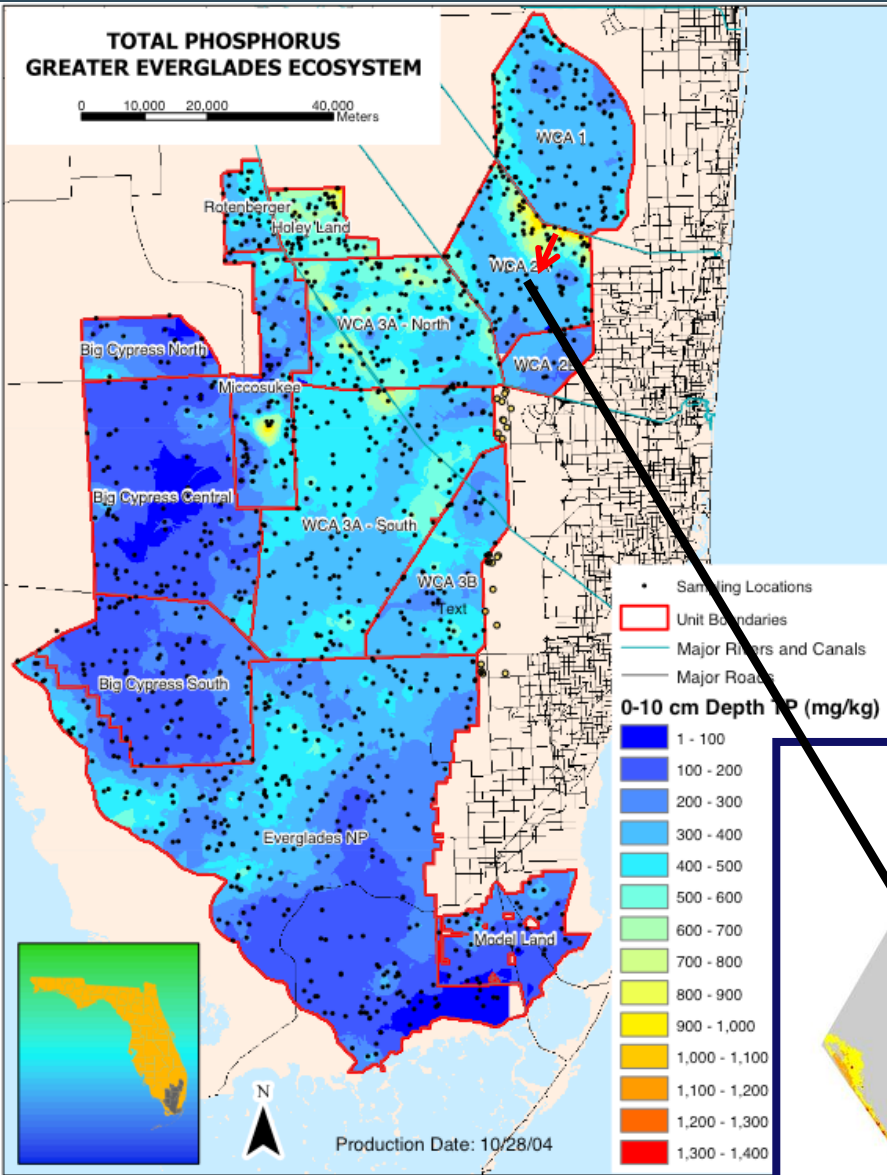 TOTAL PHOSPHORUS
GREATER EVERGLADES ECOSYSTEM
0 10,000 20,000 40,000
Meters
WCA 1
Rotenberger
Holey Land
WCA
WCA 3A - North
Big Cypress North
WCA
Miccosukee
Big Cypress Central
WCA 3A - South
WCA 3B
Text
Big Cypress South
Everglades NP
Model Land
Sampling Locations
Unit Boundaries
Major Rivers and Canals
Major Roads
0-10 cm Depth TP (mg/kg)
1 - 100
100 - 200
200 - 300
300 - 400
400 - 500
500 - 600
600 - 700
700 - 800
800 - 900
900 - 1,000
1,000 - 1,100
1,100 - 1,200
1,200 - 1,300
1,300 - 1,400
N
Production Date: 10/28/04